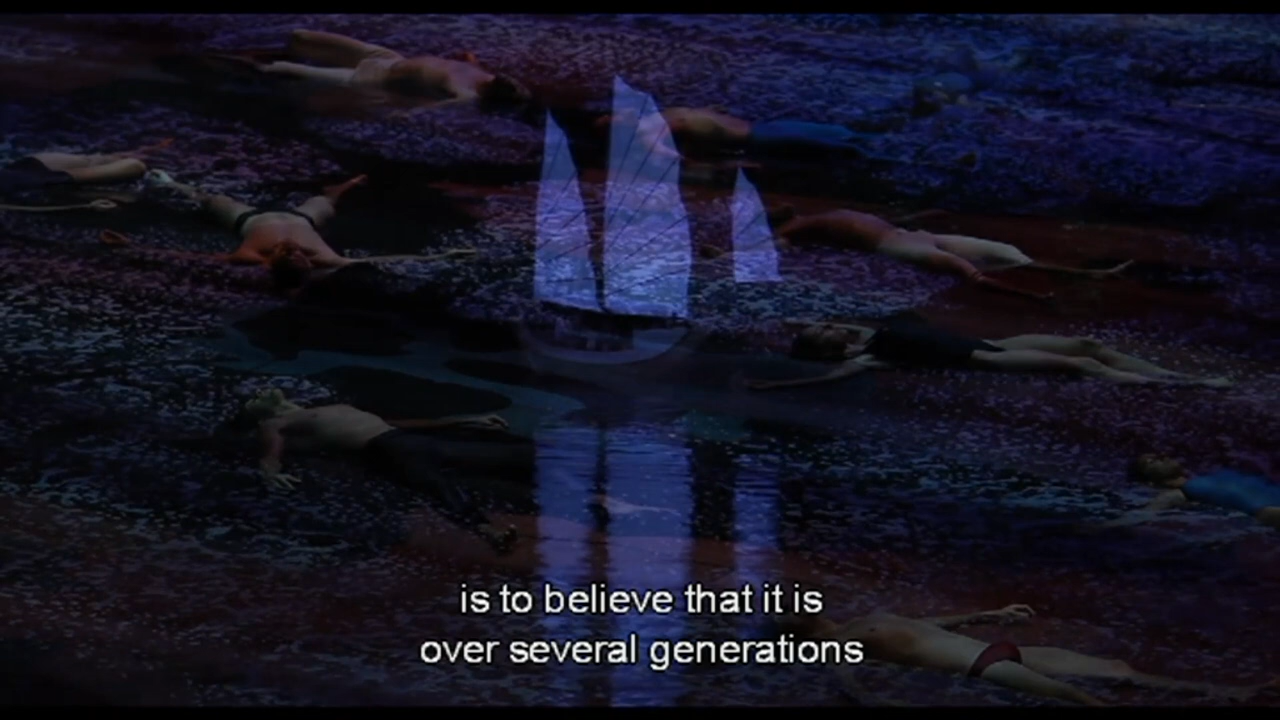 is to believe that it is
over several generations